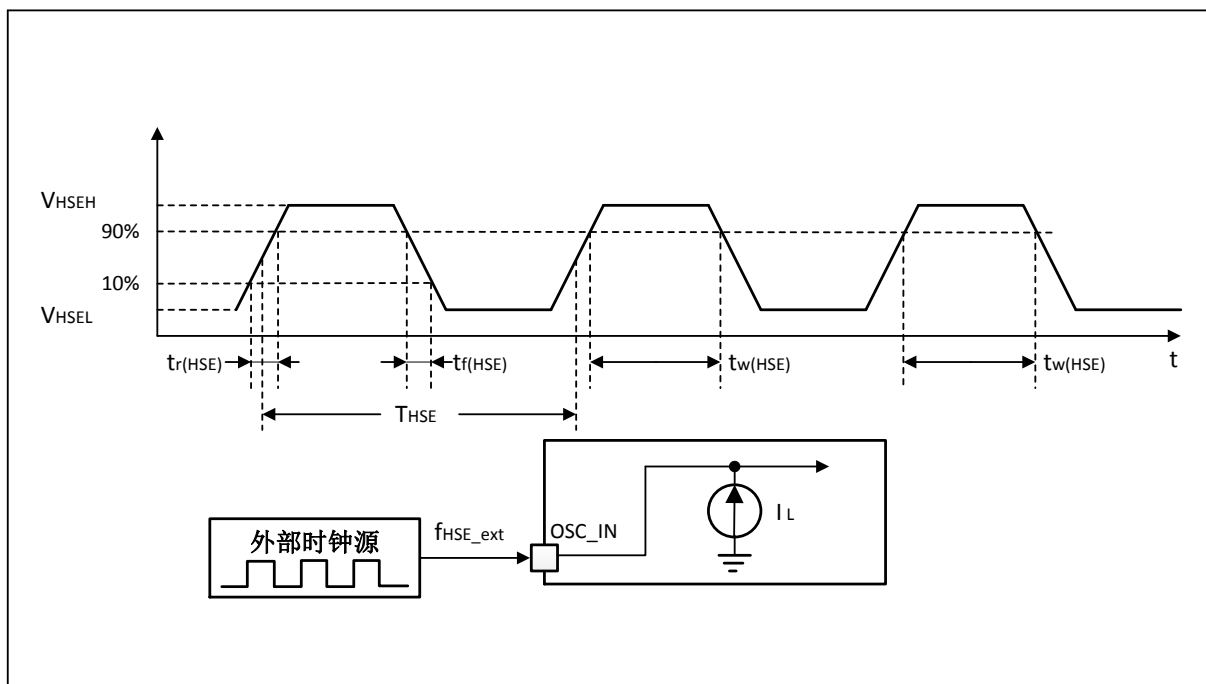 VHSEH
90%
10%
VHSEL
tr(HSE)
tf(HSE)
tw(HSE)
tw(HSE)
t
THSE
外部时钟源
fHSE_ext
OSC_IN
IL